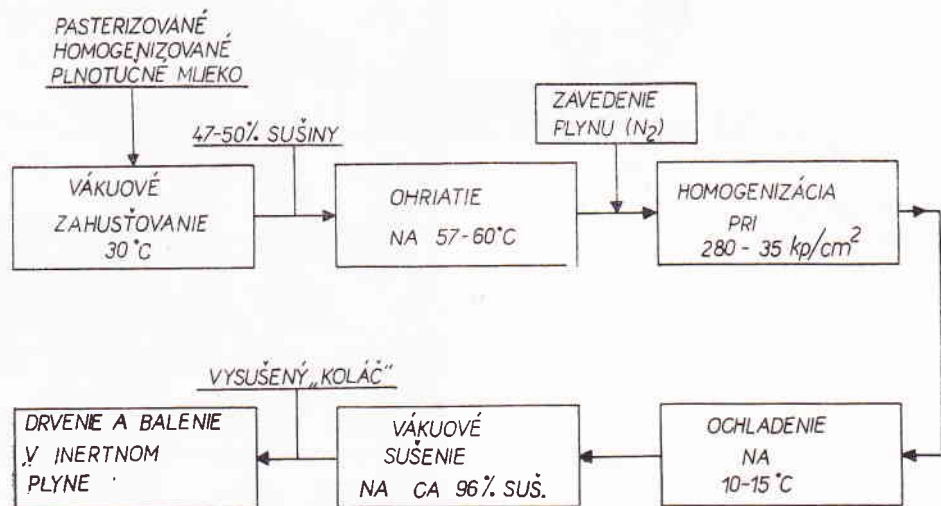 PASTERIZOVANÉ
HOMOGENIZOVANÉ
PLNOTUČNÉ MLIEKO
47-50% SUŠINY
ZAVEDENIE
PLYNU (N₂)
VÁKUOVÉ
ZAHUSŤOVANIE
30°C
OHRIATIE
NA 57-60°C
HOMOGENIZÁCIA
PRI
280 - 35 kp/cm²
VYSUŠENÝ „KOLÁČ"
DRVENIE A BALENIE
V INERTNOM
PLYNE
VÁKUOVÉ
SUŠENIE
NA CA 96% SUŠ.
OCHLADENIE
NA
10-15°C